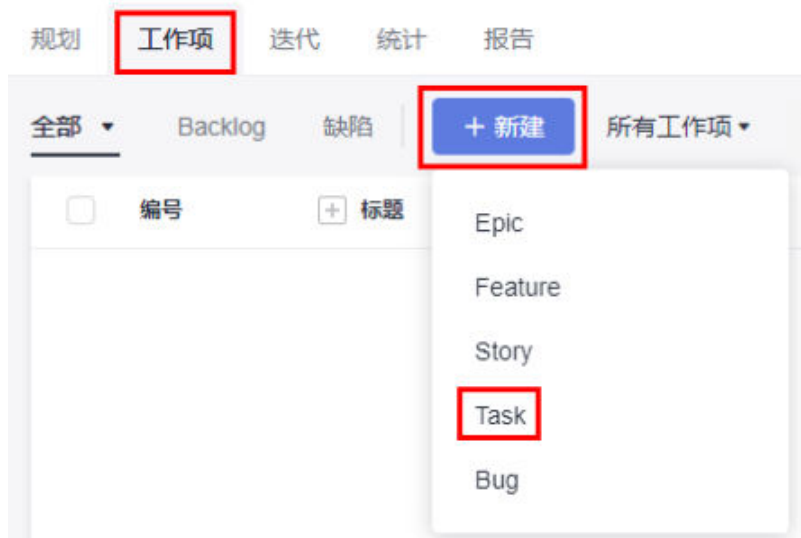 规划 工作项 迭代 统计 报告
全部 Backlog 缺陷 + 新建 所有工作项
编号 + 标题
Epic
Feature
Story
Task
Bug